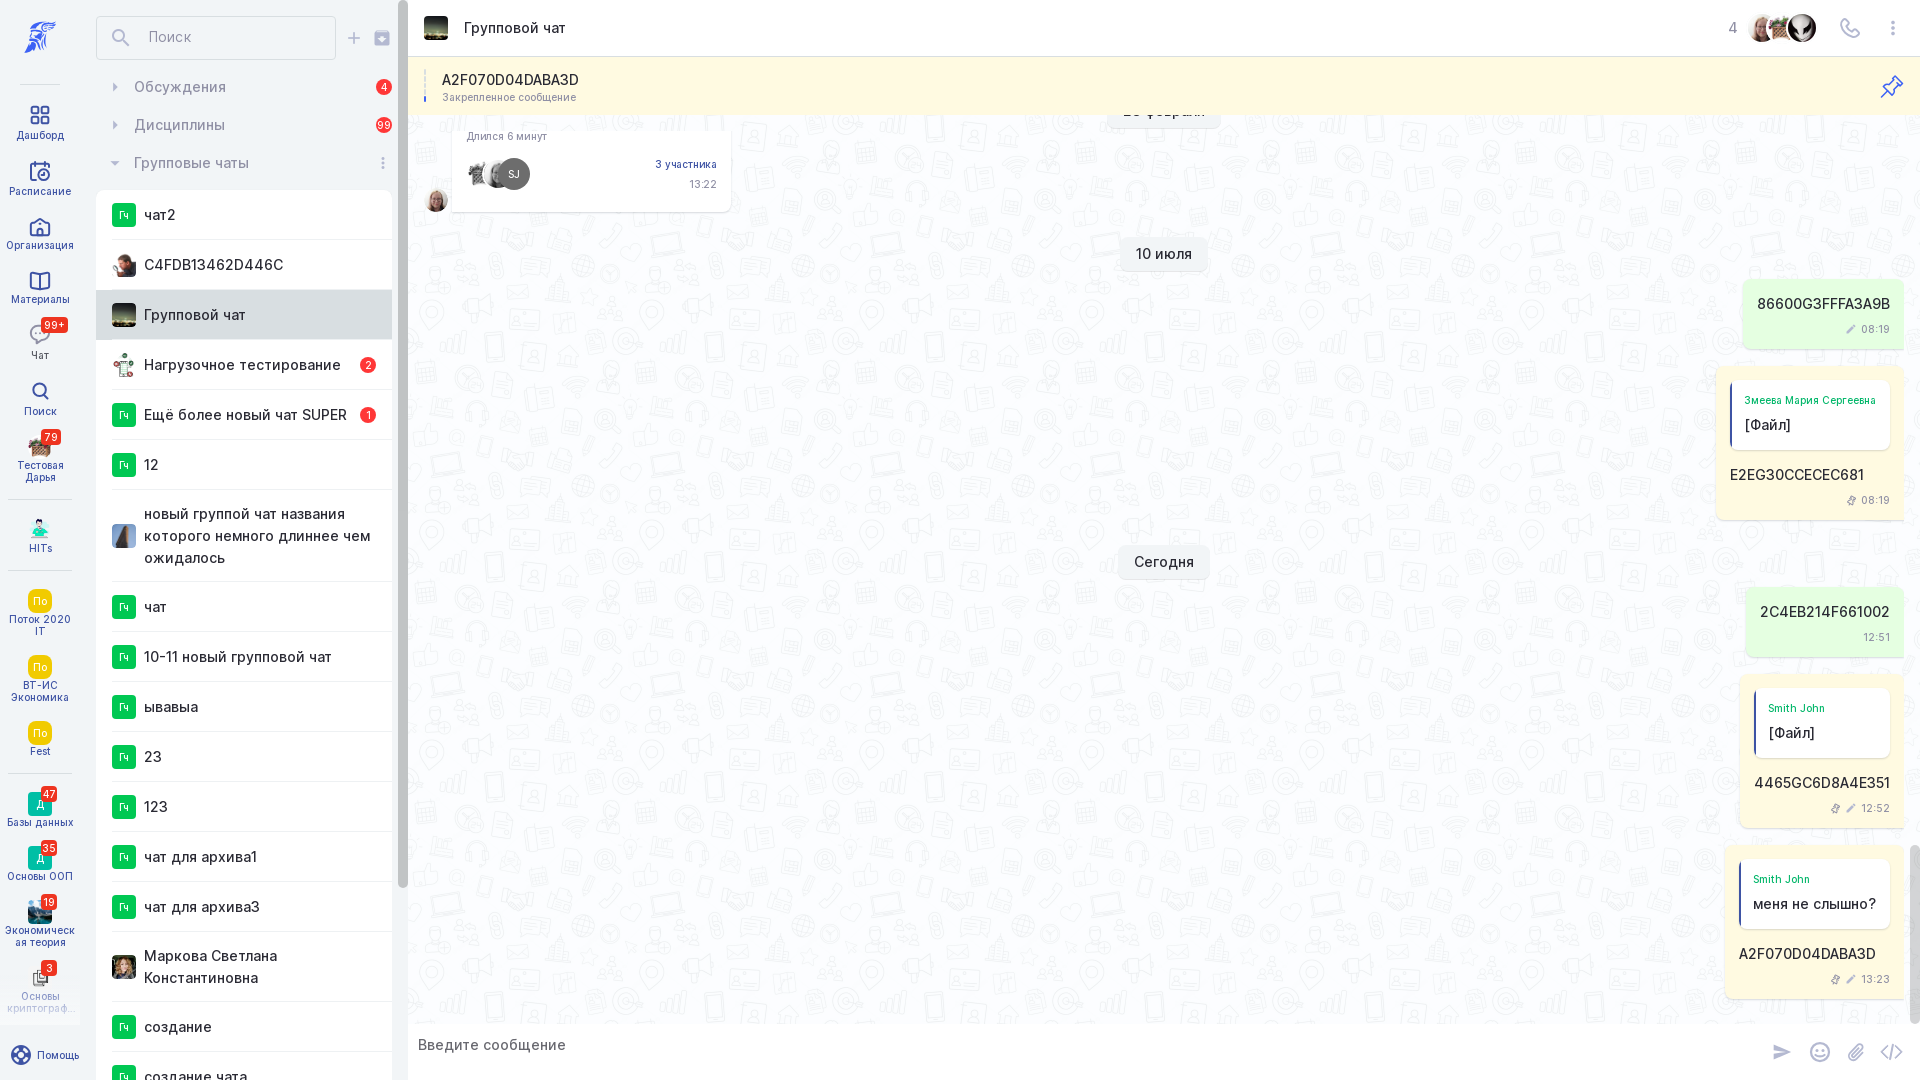 Дашборд
Расписание
Организация
Материалы
99+
Чат
Поиск
79
Тестовая
Дарья
HITs
По
Поток 2020
IT
По
ВТ-ИС
Экономика
По
Fest
47
Д
Базы данных
35
Д
Основы ООП
19
Экономическ
ая теория
3
Основы
криптограф...
Помощь
Поиск
Обсуждения
4
Дисциплины
99
Групповые чаты
Гч
чат2
C4FDB13462D446C
Групповой чат
Нагрузочное тестирование
2
Гч
Ещё более новый чат SUPER
1
Гч
12
новый группой чат названия
которого немного длиннее чем
ожидалось
Гч
чат
Гч
10-11 новый групповой чат
Гч
ывавыа
Гч
23
Гч
123
Гч
чат для архива1
Гч
чат для архива3
Маркова Светлана
Константиновна
Гч
создание
Гч
создание чата
Групповой чат
4
A2F070D04DABA3D
Закрепленное сообщение
Длился 6 минут
SJ
3 участника
13:22
10 июля
86600G3FFFA3A9B
08:19
Змеева Мария Сергеевна
[Файл]
E2EG30CCECEC681
08:19
Сегодня
2C4EB214F661002
12:51
Smith John
[Файл]
4465GC6D8A4E351
12:52
Smith John
меня не слышно?
A2F070D04DABA3D
13:23
Введите сообщение